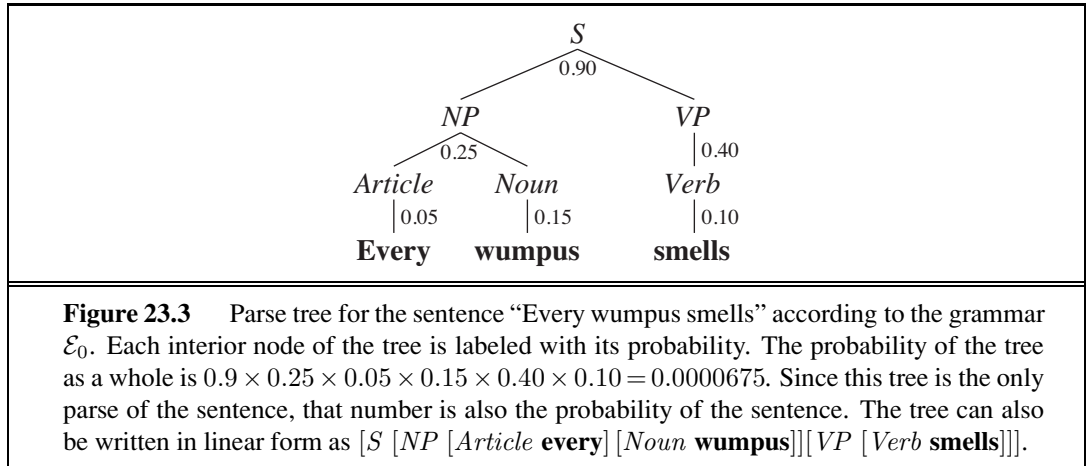 S
0.90
NP VP
0.25 0.40
Article Noun Verb
0.05 0.15 0.10
Every wumpus smells
Figure 23.3 Parse tree for the sentence “Every wumpus smells” according to the grammar
ℰ₀. Each interior node of the tree is labeled with its probability. The probability of the tree
as a whole is 0.9 × 0.25 × 0.05 × 0.15 × 0.40 × 0.10 = 0.0000675. Since this tree is the only
parse of the sentence, that number is also the probability of the sentence. The tree can also
be written in linear form as [S [NP [Article every] [Noun wumpus]][VP [Verb smells]]].